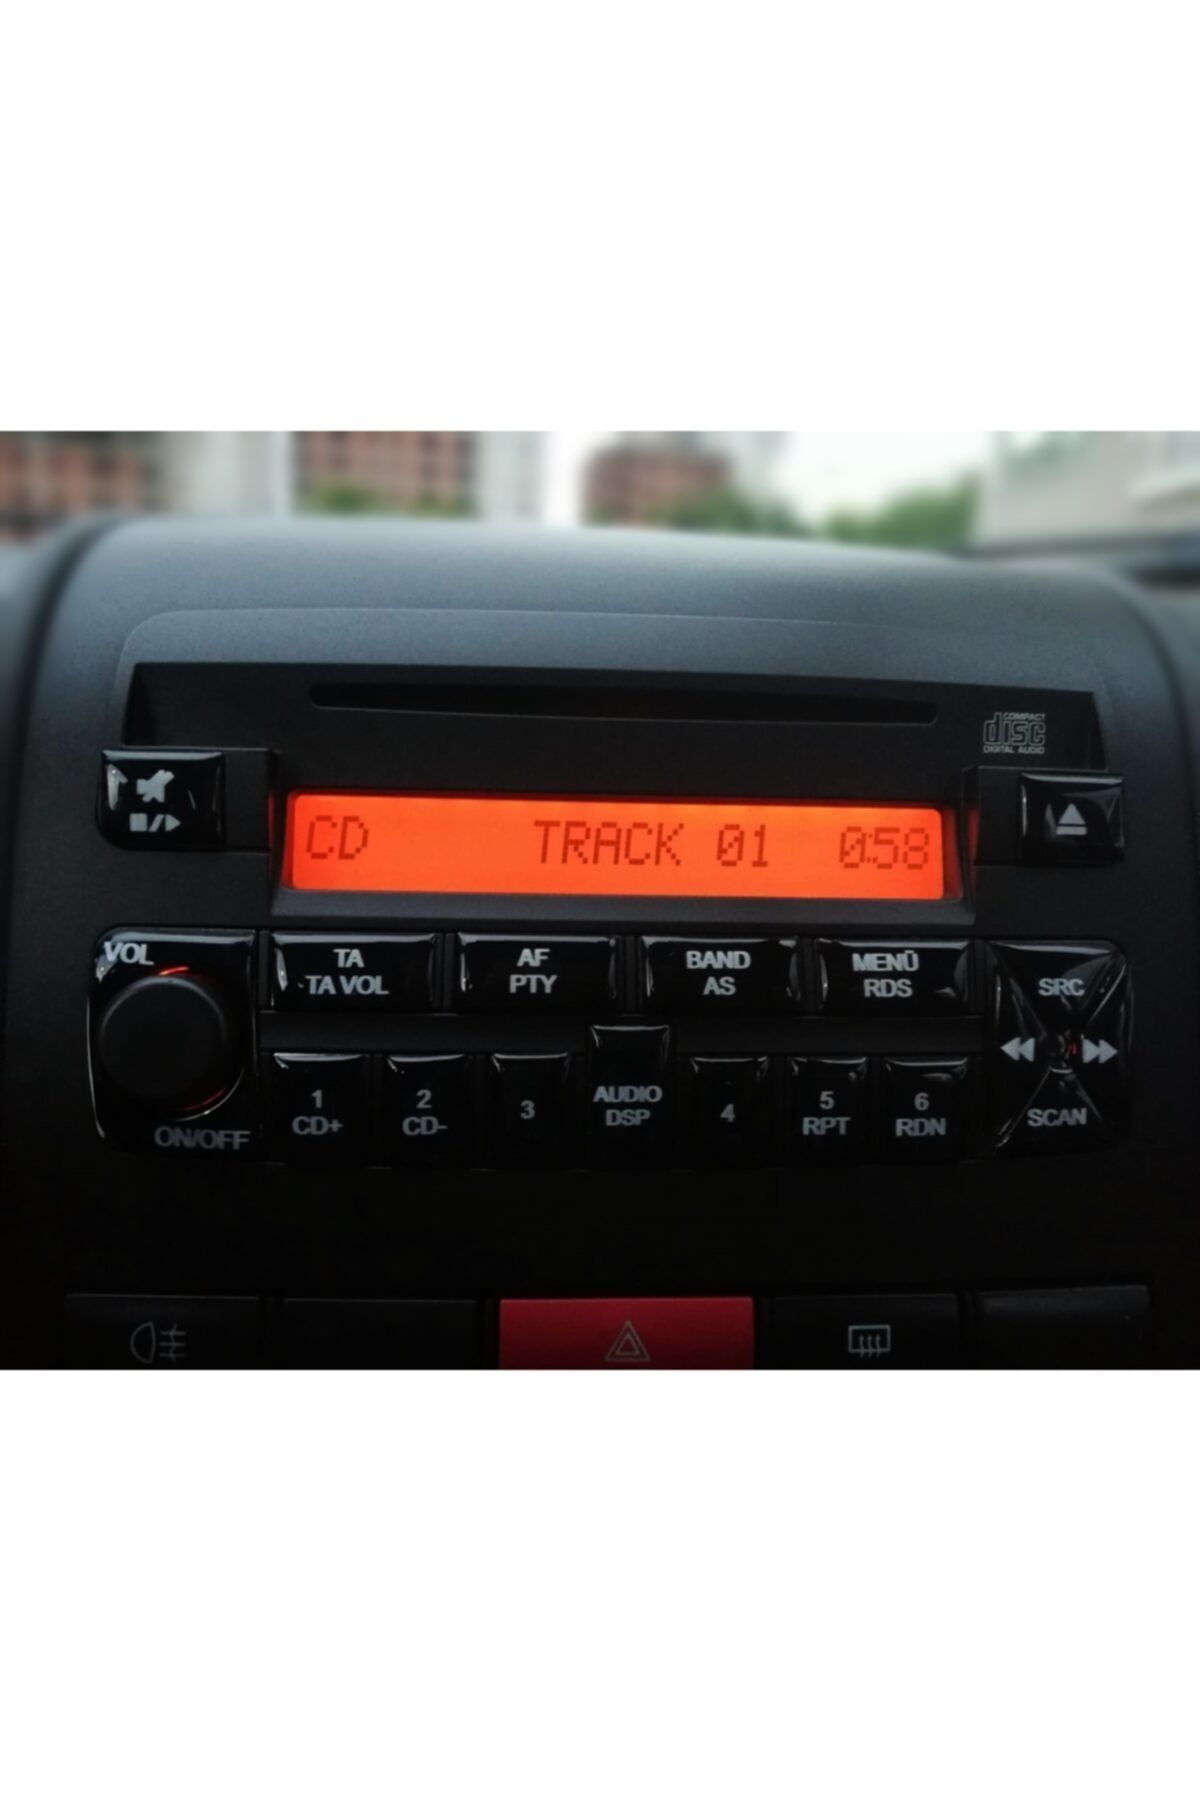 COMPACT
disc
DIGITAL AUDIO
CD TRACK 01 0:58
VOL
ON/OFF
TA
TA VOL
AF
PTY
BAND
AS
MENÜ
RDS
SRC
SCAN
1
CD+
2
CD-
3
AUDIO
DSP
4
5
RPT
6
RDN